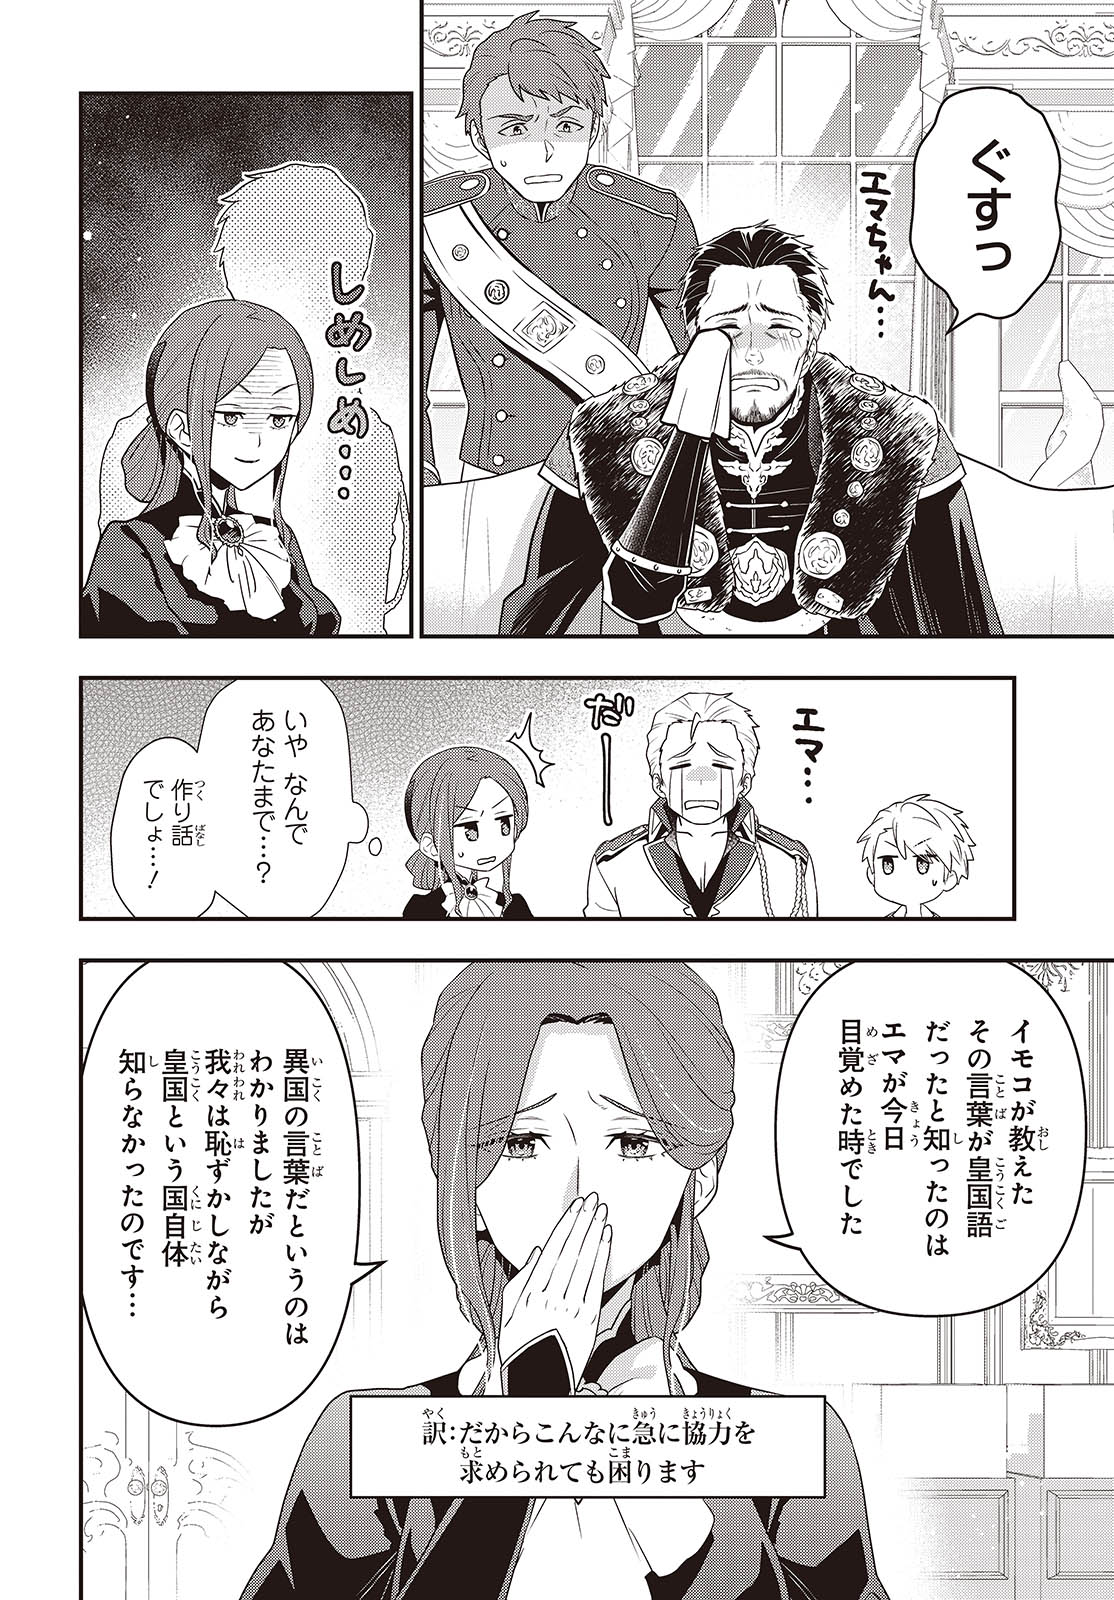 ぐすっ
エマちゃん…
しめしめ…
エマ…
だー
いや なんで
あなたまで…?
作り話
でしょ…!
イモコが教えた
その言葉が皇国語
だったと知ったのは
エマが今日
目覚めた時でした
異国の言葉だというのは
わかりましたが
我々は恥ずかしながら
皇国という国自体
知らなかったのです…
訳:だからこんなに急に協力を
求められても困ります